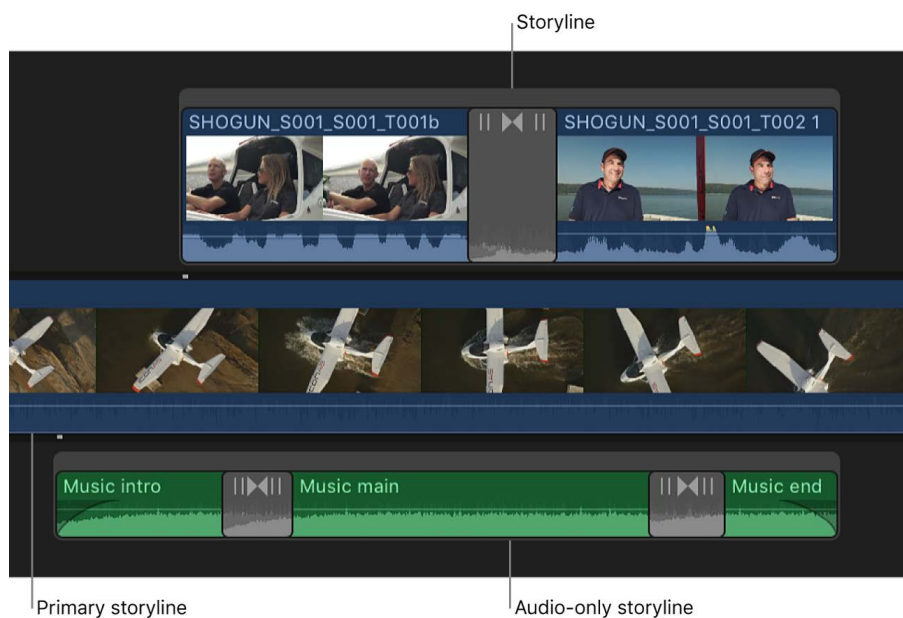 Storyline
SHOGUN_S001_S001_T001b
SHOGUN_S001_S001_T002 1
Music intro
Music main
Music end
Primary storyline
Audio-only storyline